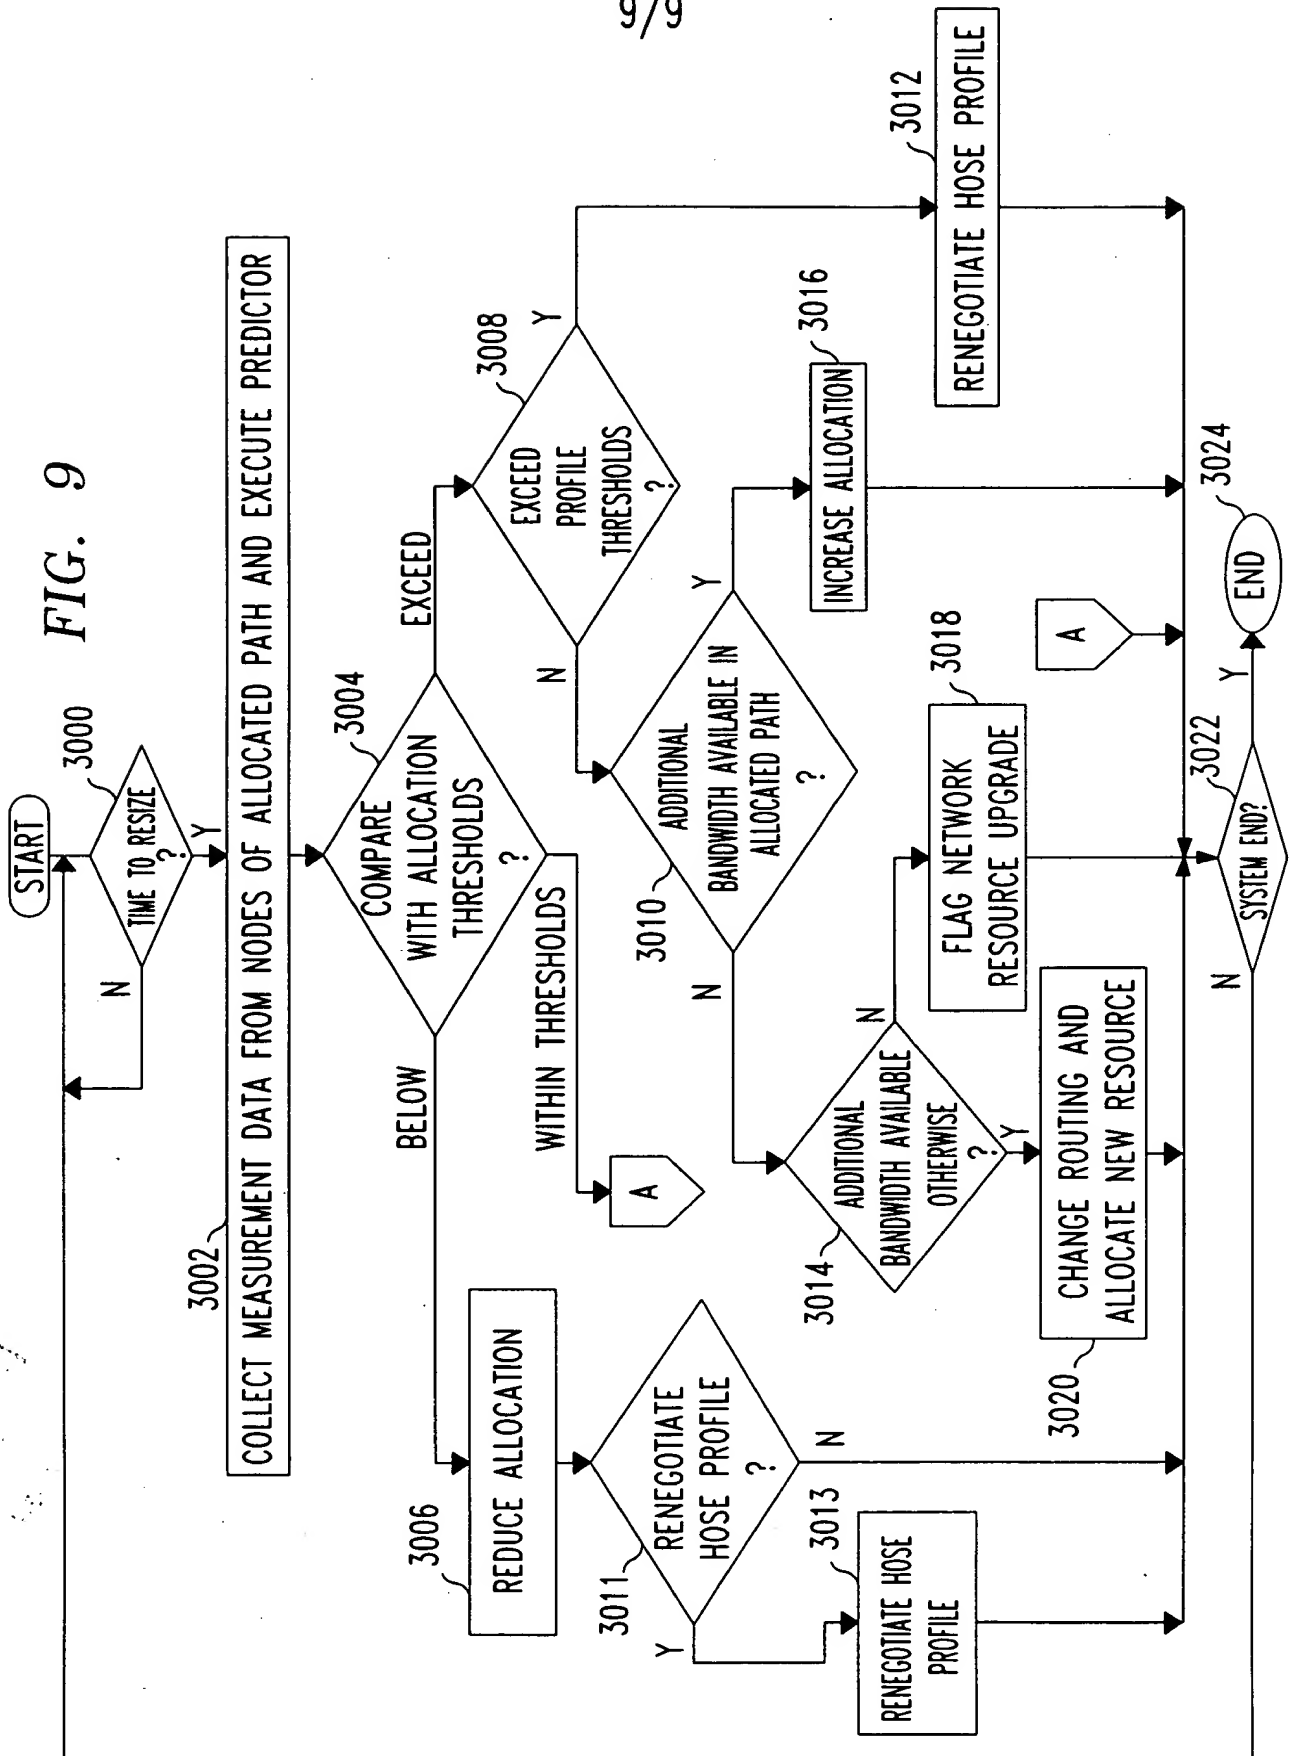 9/9
FIG. 9
START
3000
TIME TO RESIZE
?
N
Y
3002
COLLECT MEASUREMENT DATA FROM NODES OF ALLOCATED PATH AND EXECUTE PREDICTOR
3004
COMPARE
WITH ALLOCATION
THRESHOLDS
?
BELOW
EXCEED
WITHIN THRESHOLDS
A
3006
REDUCE ALLOCATION
3008
EXCEED
PROFILE
THRESHOLDS
?
N
Y
3011
RENEGOTIATE
HOSE PROFILE
?
Y
N
3010
ADDITIONAL
BANDWIDTH AVAILABLE IN
ALLOCATED PATH
?
N
Y
3013
RENEGOTIATE HOSE
PROFILE
3014
ADDITIONAL
BANDWIDTH AVAILABLE
OTHERWISE
?
N
Y
3016
INCREASE ALLOCATION
3012
RENEGOTIATE HOSE PROFILE
3018
FLAG NETWORK
RESOURCE UPGRADE
3020
CHANGE ROUTING AND
ALLOCATE NEW RESOURCE
A
3022
SYSTEM END?
N
Y
3024
END